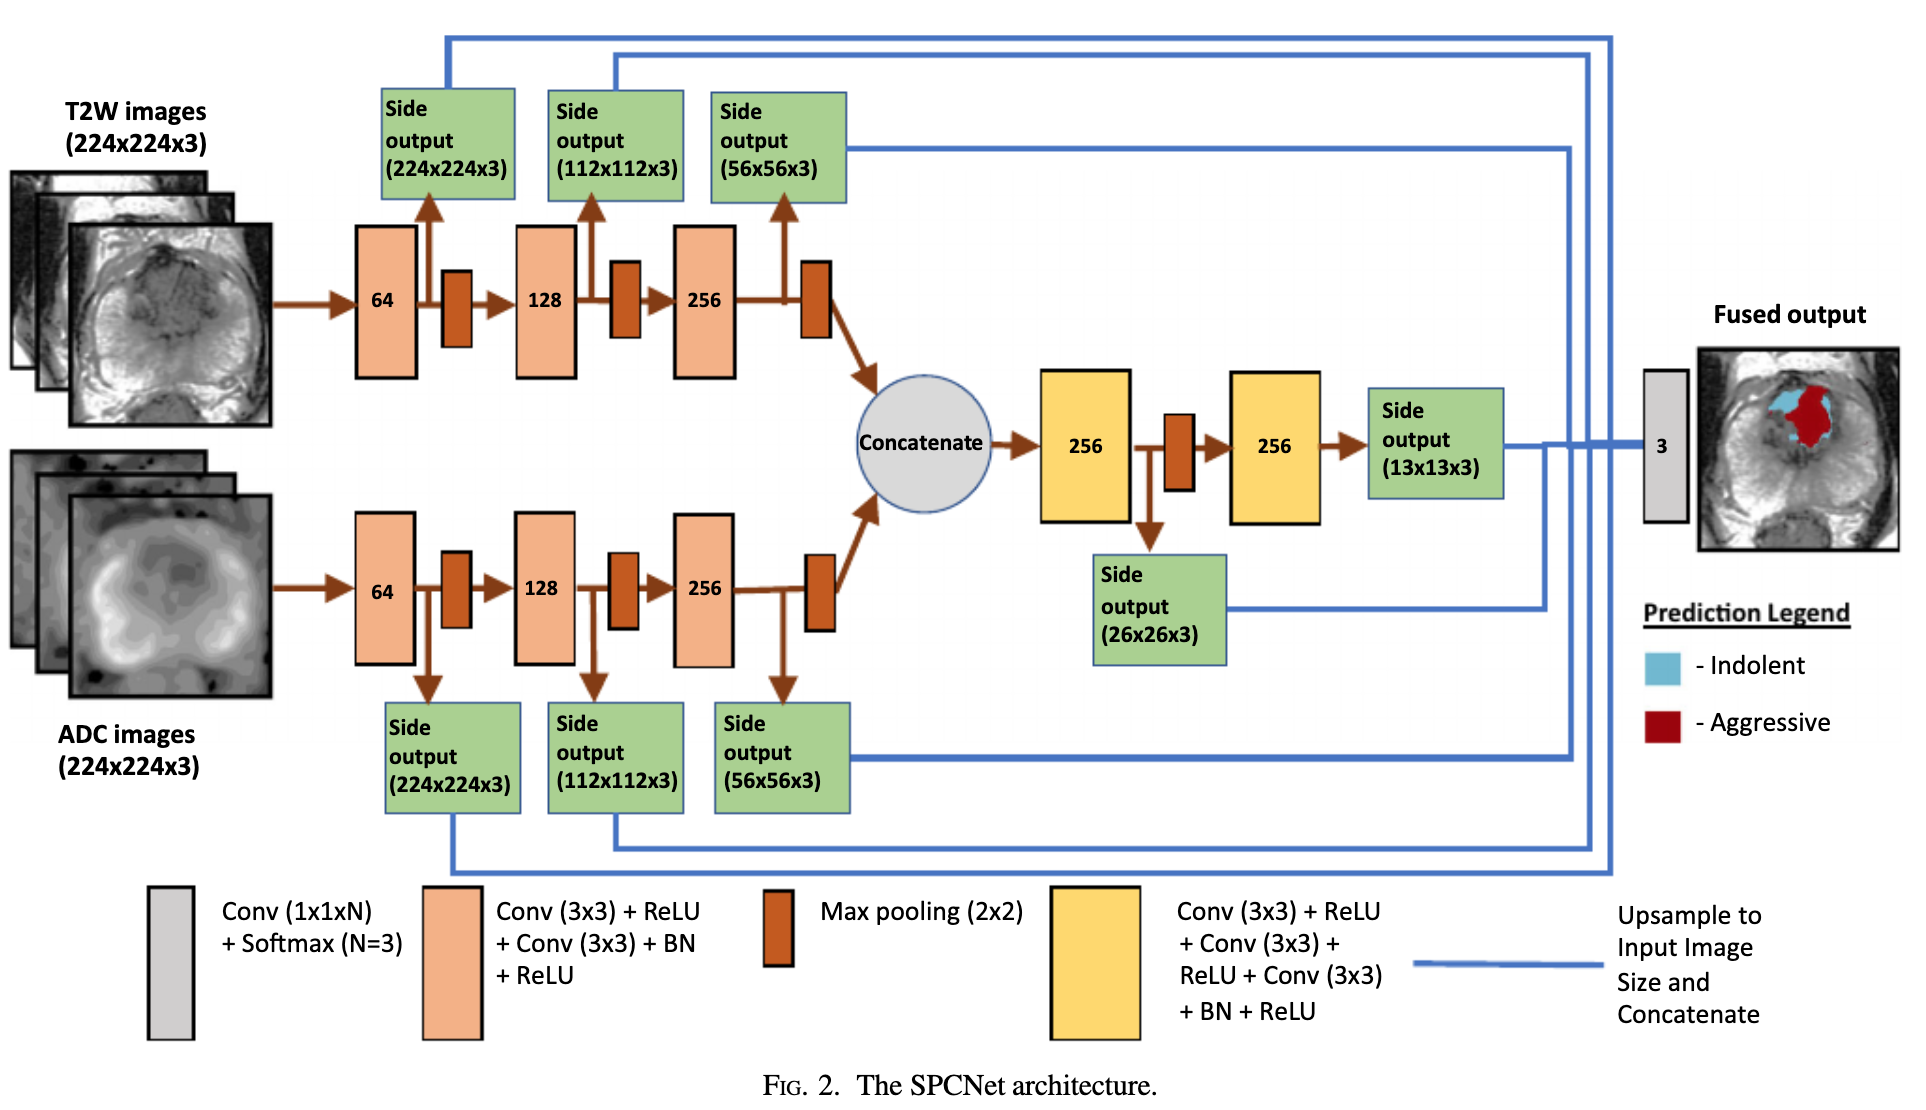 T2W images
(224x224x3)
Side
output
(224x224x3)
Side
output
(112x112x3)
Side
output
(56x56x3)
64
128
256
Concatenate
256
256
Side
output
(13x13x3)
Side
output
(26x26x3)
3
Fused output
Prediction Legend
- Indolent
- Aggressive
64
128
256
ADC images
(224x224x3)
Side
output
(224x224x3)
Side
output
(112x112x3)
Side
output
(56x56x3)
Conv (1x1xN)
+ Softmax (N=3)
Conv (3x3) + ReLU
+ Conv (3x3) + BN
+ ReLU
Max pooling (2x2)
Conv (3x3) + ReLU
+ Conv (3x3) +
ReLU + Conv (3x3)
+ BN + ReLU
Upsample to
Input Image
Size and
Concatenate
FIG. 2. The SPCNet architecture.